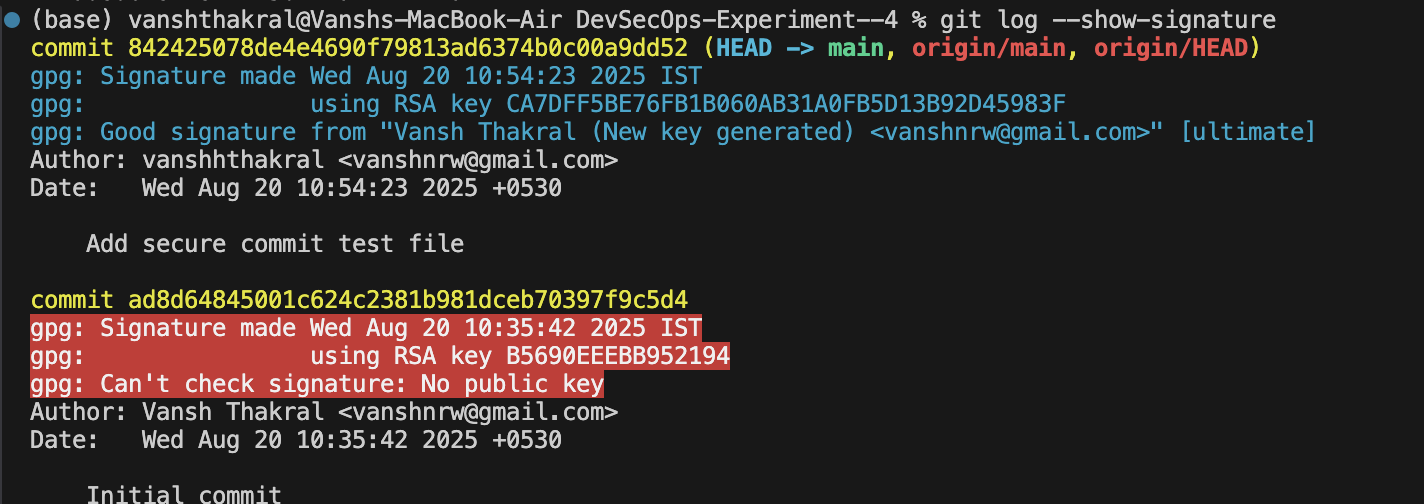 (base) vanshthakral@Vanshs-MacBook-Air DevSecOps-Experiment--4 % git log --show-signature
commit 842425078de4e4690f79813ad6374b0c00a9dd52 (HEAD -> main, origin/main, origin/HEAD)
gpg: Signature made Wed Aug 20 10:54:23 2025 IST
gpg:                using RSA key CA7DFF5BE76FB1B060AB31A0FB5D13B92D45983F
gpg: Good signature from "Vansh Thakral (New key generated) <vanshnrw@gmail.com>" [ultimate]
Author: vanshhthakral <vanshnrw@gmail.com>
Date:   Wed Aug 20 10:54:23 2025 +0530
    Add secure commit test file
commit ad8d64845001c624c2381b981dceb70397f9c5d4
gpg: Signature made Wed Aug 20 10:35:42 2025 IST
gpg:                using RSA key B5690EEEBB952194
gpg: Can't check signature: No public key
Author: Vansh Thakral <vanshnrw@gmail.com>
Date:   Wed Aug 20 10:35:42 2025 +0530
    Initial commit